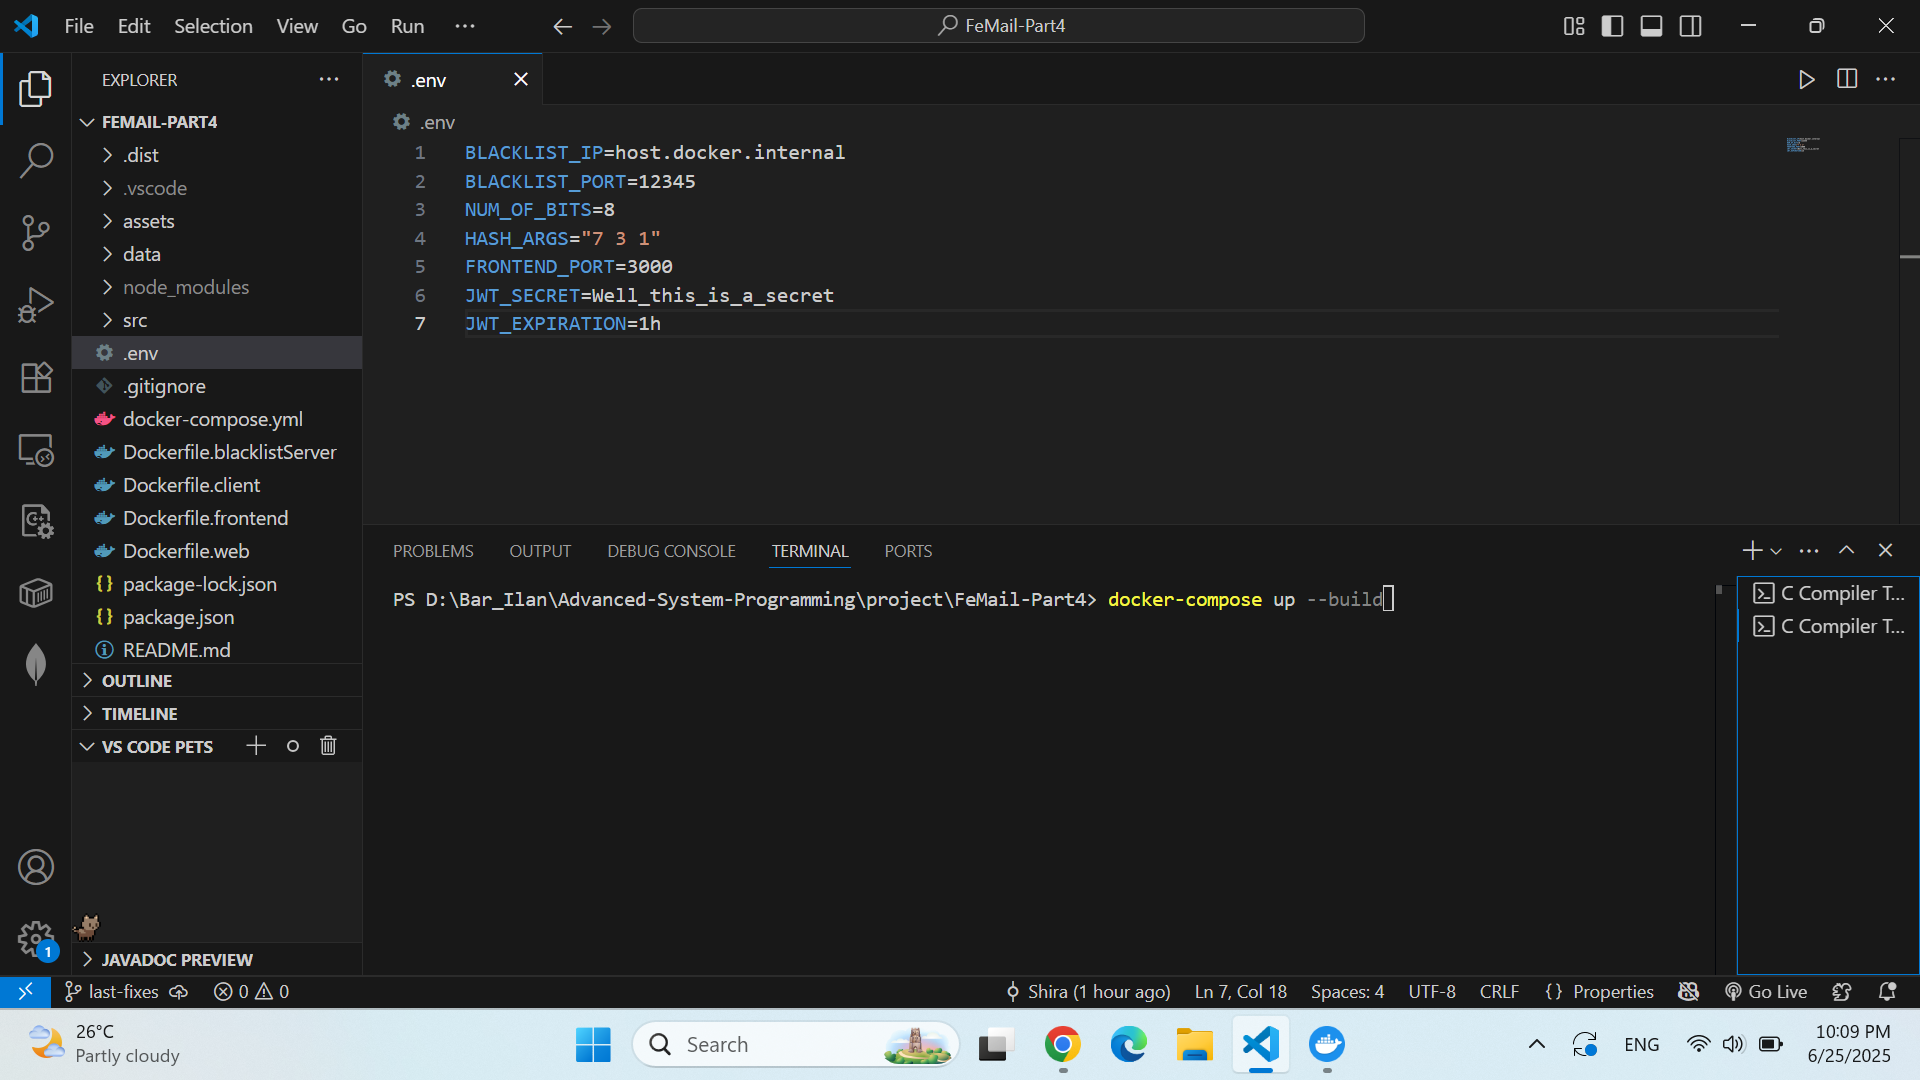 File Edit Selection View Go Run ··· FeMail-Part4
EXPLORER
FEMAIL-PART4
.dist
.vscode
assets
data
node_modules
src
.env
.gitignore
docker-compose.yml
Dockerfile.blacklistServer
Dockerfile.client
Dockerfile.frontend
Dockerfile.web
package-lock.json
package.json
README.md
OUTLINE
TIMELINE
VS CODE PETS
JAVADOC PREVIEW
.env
.env
1 BLACKLIST_IP=host.docker.internal
2 BLACKLIST_PORT=12345
3 NUM_OF_BITS=8
4 HASH_ARGS="7 3 1"
5 FRONTEND_PORT=3000
6 JWT_SECRET=Well_this_is_a_secret
7 JWT_EXPIRATION=1h
PROBLEMS OUTPUT DEBUG CONSOLE TERMINAL PORTS
PS D:\Bar_Ilan\Advanced-System-Programming\project\FeMail-Part4> docker-compose up --build
C Compiler T...
C Compiler T...
1
last-fixes 0 0 Shira (1 hour ago) Ln 7, Col 18 Spaces: 4 UTF-8 CRLF {} Properties Go Live
26°C
Partly cloudy
Search
ENG
10:09 PM
6/25/2025